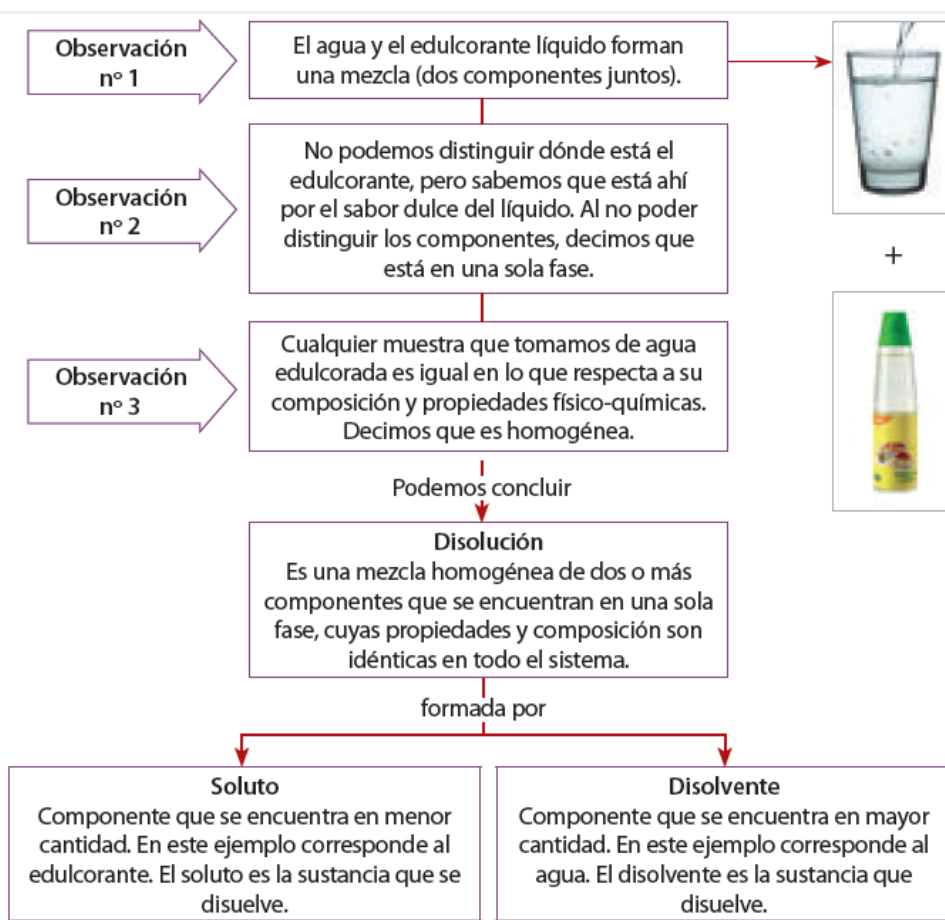 Observación
nº 1
El agua y el edulcorante líquido forman
una mezcla (dos componentes juntos).
Observación
nº 2
No podemos distinguir dónde está el
edulcorante, pero sabemos que está ahí
por el sabor dulce del líquido. Al no poder
distinguir los componentes, decimos que
está en una sola fase.
+
Observación
nº 3
Cualquier muestra que tomamos de agua
edulcorada es igual en lo que respecta a su
composición y propiedades físico-químicas.
Decimos que es homogénea.
Podemos concluir
Disolución
Es una mezcla homogénea de dos o más
componentes que se encuentran en una sola
fase, cuyas propiedades y composición son
idénticas en todo el sistema.
formada por
Soluto
Componente que se encuentra en menor
cantidad. En este ejemplo corresponde al
edulcorante. El soluto es la sustancia que se
disuelve.
Disolvente
Componente que se encuentra en mayor
cantidad. En este ejemplo corresponde al
agua. El disolvente es la sustancia que
disuelve.